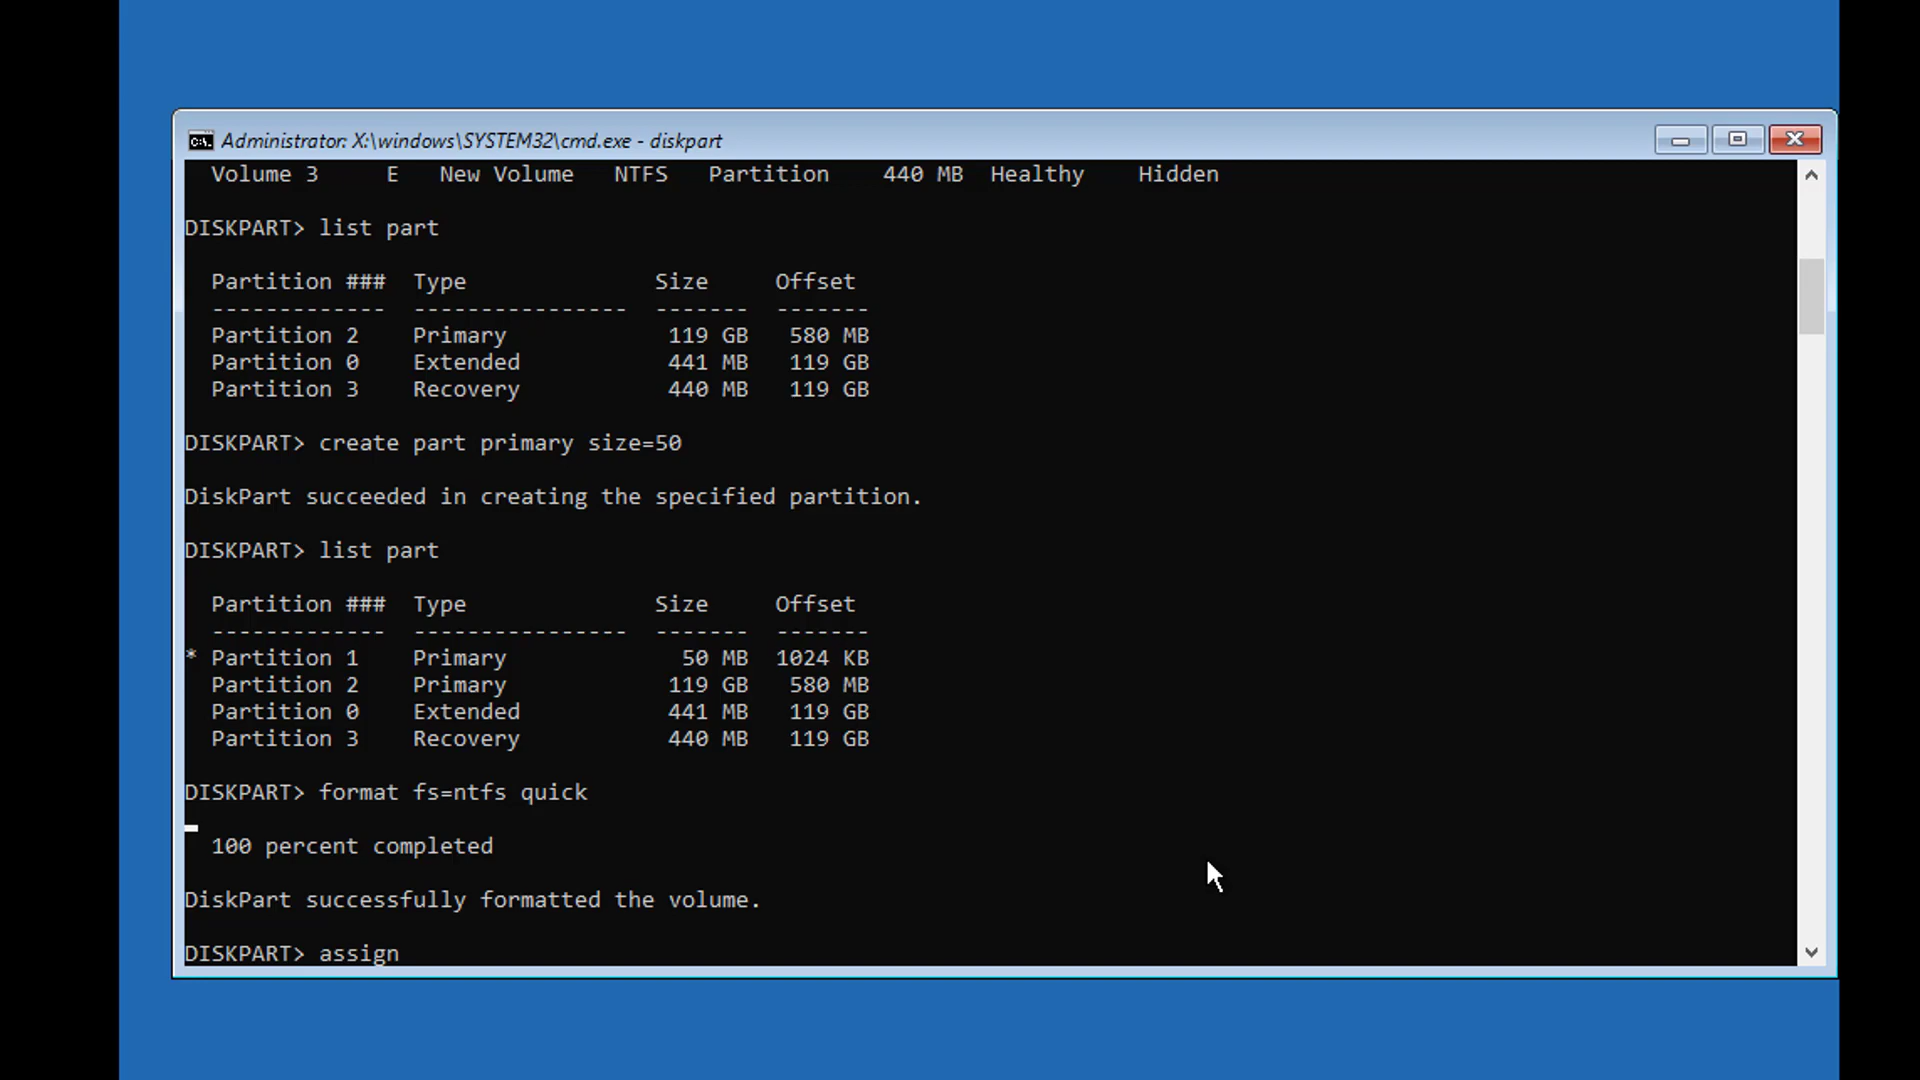 Administrator: X:\windows\SYSTEM32\cmd.exe - diskpart
Volume 3 E New Volume NTFS Partition 440 MB Healthy Hidden
DISKPART> list part
Partition ### Type Size Offset
------------- ---------------- ------- -------
Partition 2 Primary 119 GB 580 MB
Partition 0 Extended 441 MB 119 GB
Partition 3 Recovery 440 MB 119 GB
DISKPART> create part primary size=50
DiskPart succeeded in creating the specified partition.
DISKPART> list part
Partition ### Type Size Offset
------------- ---------------- ------- -------
* Partition 1 Primary 50 MB 1024 KB
Partition 2 Primary 119 GB 580 MB
Partition 0 Extended 441 MB 119 GB
Partition 3 Recovery 440 MB 119 GB
DISKPART> format fs=ntfs quick
100 percent completed
DiskPart successfully formatted the volume.
DISKPART> assign